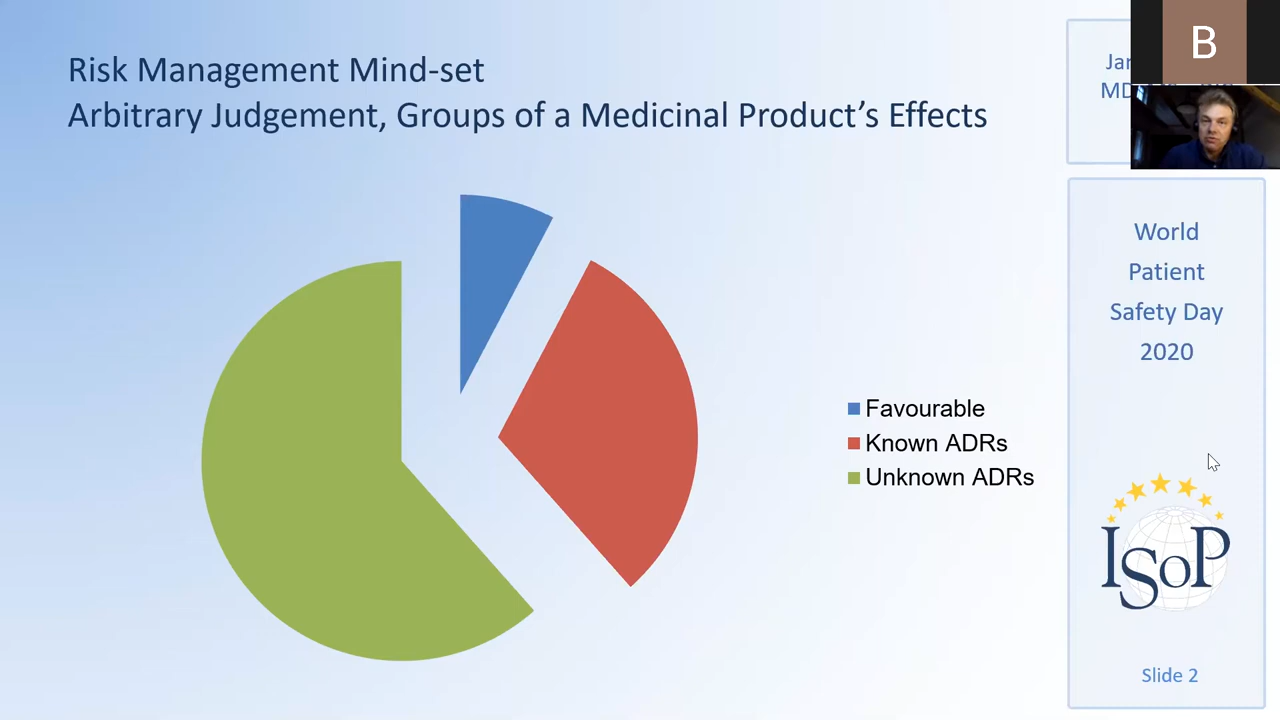 Risk Management Mind-set
Arbitrary Judgement, Groups of a Medicinal Product's Effects
B
Favourable
Known ADRs
Unknown ADRs
World
Patient
Safety Day
2020
ISoP
Slide 2